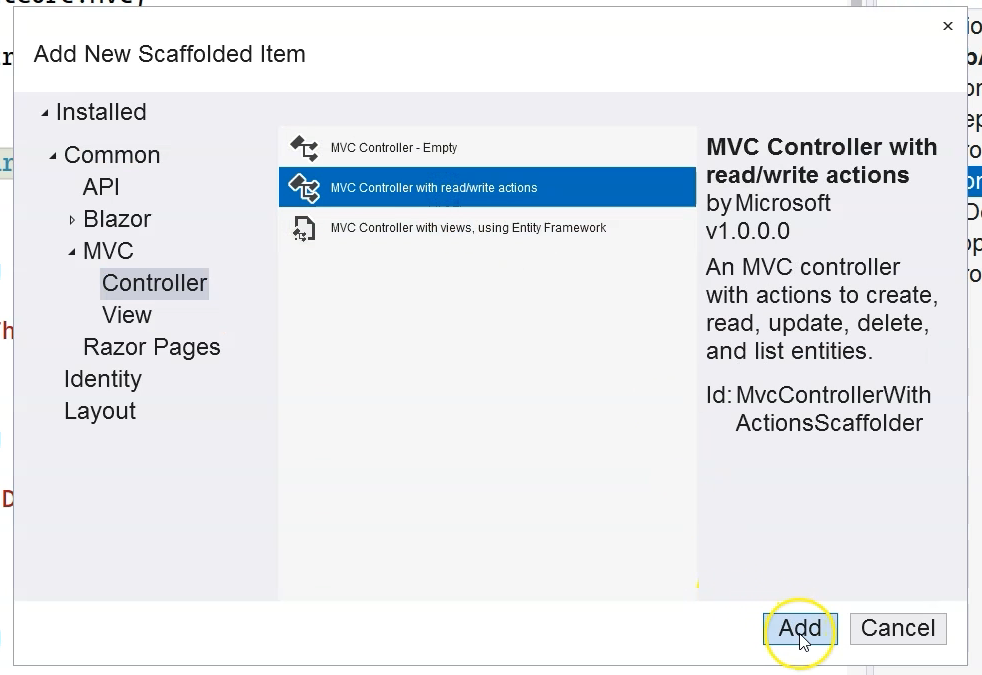 Add New Scaffolded Item
×
Installed
Common
API
Blazor
MVC
Controller
View
Razor Pages
Identity
Layout
MVC Controller - Empty
MVC Controller with read/write actions
MVC Controller with views, using Entity Framework
MVC Controller with
read/write actions
by Microsoft
v1.0.0.0
An MVC controller
with actions to create,
read, update, delete,
and list entities.
Id: MvcControllerWith
ActionsScaffolder
Add
Cancel